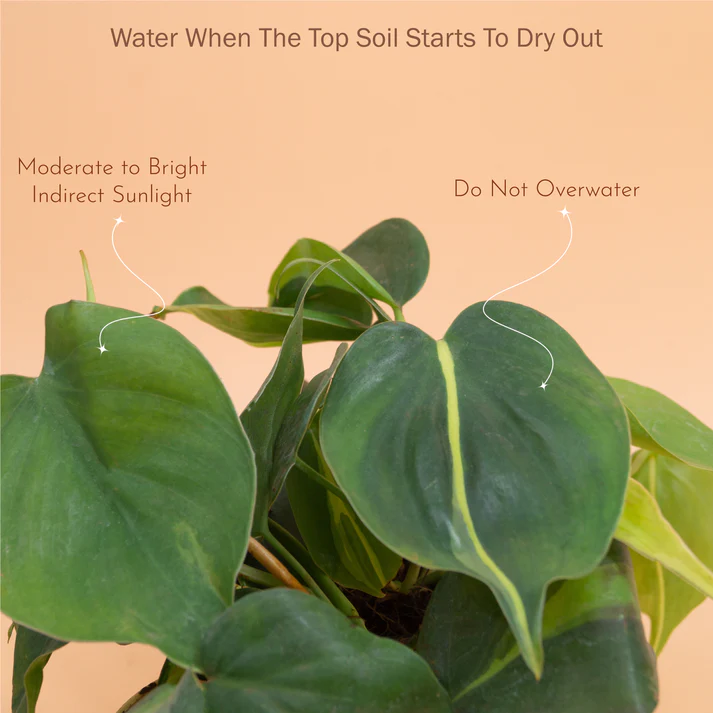 Water When The Top Soil Starts To Dry Out
Moderate to Bright
Indirect Sunlight
Do Not Overwater